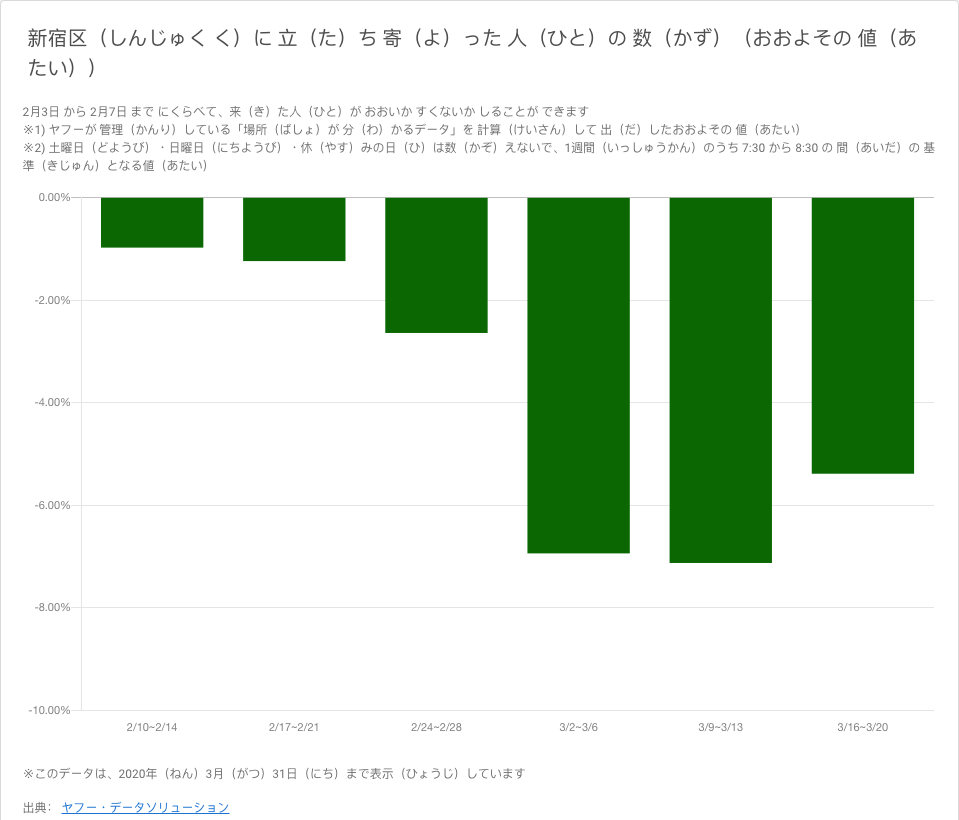 新宿区（しんじゅく く）に 立（た）ち 寄（よ）った 人（ひと）の 数（かず）（おおよその 値（あ
たい））
2月3日 から 2月7日 まで にくらべて、来（き）た人（ひと）が おおいか すくないか しることが できます
※1) ヤフーが 管理（かんり）している「場所（ばしょ）が 分（わ）かるデータ」を 計算（けいさん）して 出（だ）したおおよその 値（あたい）
※2) 土曜日（どようび）・日曜日（にちようび）・休（やす）みの日（ひ）は数（かぞ）えないで、1週間（いっしゅうかん）のうち 7:30 から 8:30 の 間（あいだ）の 基
準（きじゅん）となる値（あたい）
0.00%
-2.00%
-4.00%
-6.00%
-8.00%
-10.00%
2/10~2/14 2/17~2/21 2/24~2/28 3/2~3/6 3/9~3/13 3/16~3/20
※このデータは、2020年（ねん）3月（がつ）31日（にち）まで表示（ひょうじ）しています
出典： ヤフー・データソリューション